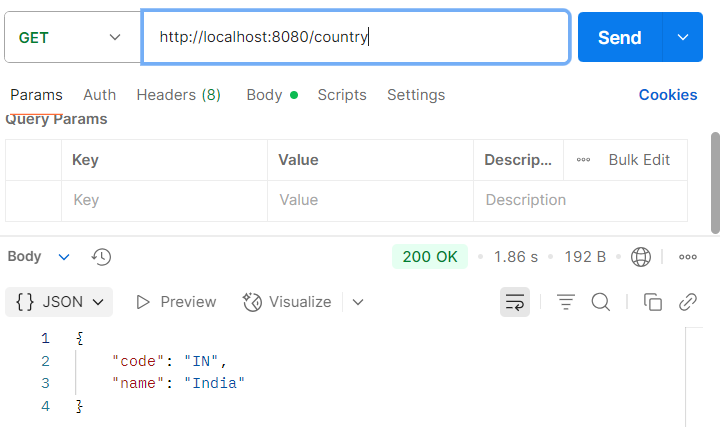 GET http://localhost:8080/country Send
Params Auth Headers (8) Body Scripts Settings Cookies
Query Params
Key Value Descrip... Bulk Edit
Key Value Description
Body 200 OK 1.86 s 192 B
{} JSON Preview Visualize
1 {
2 "code": "IN",
3 "name": "India"
4 }